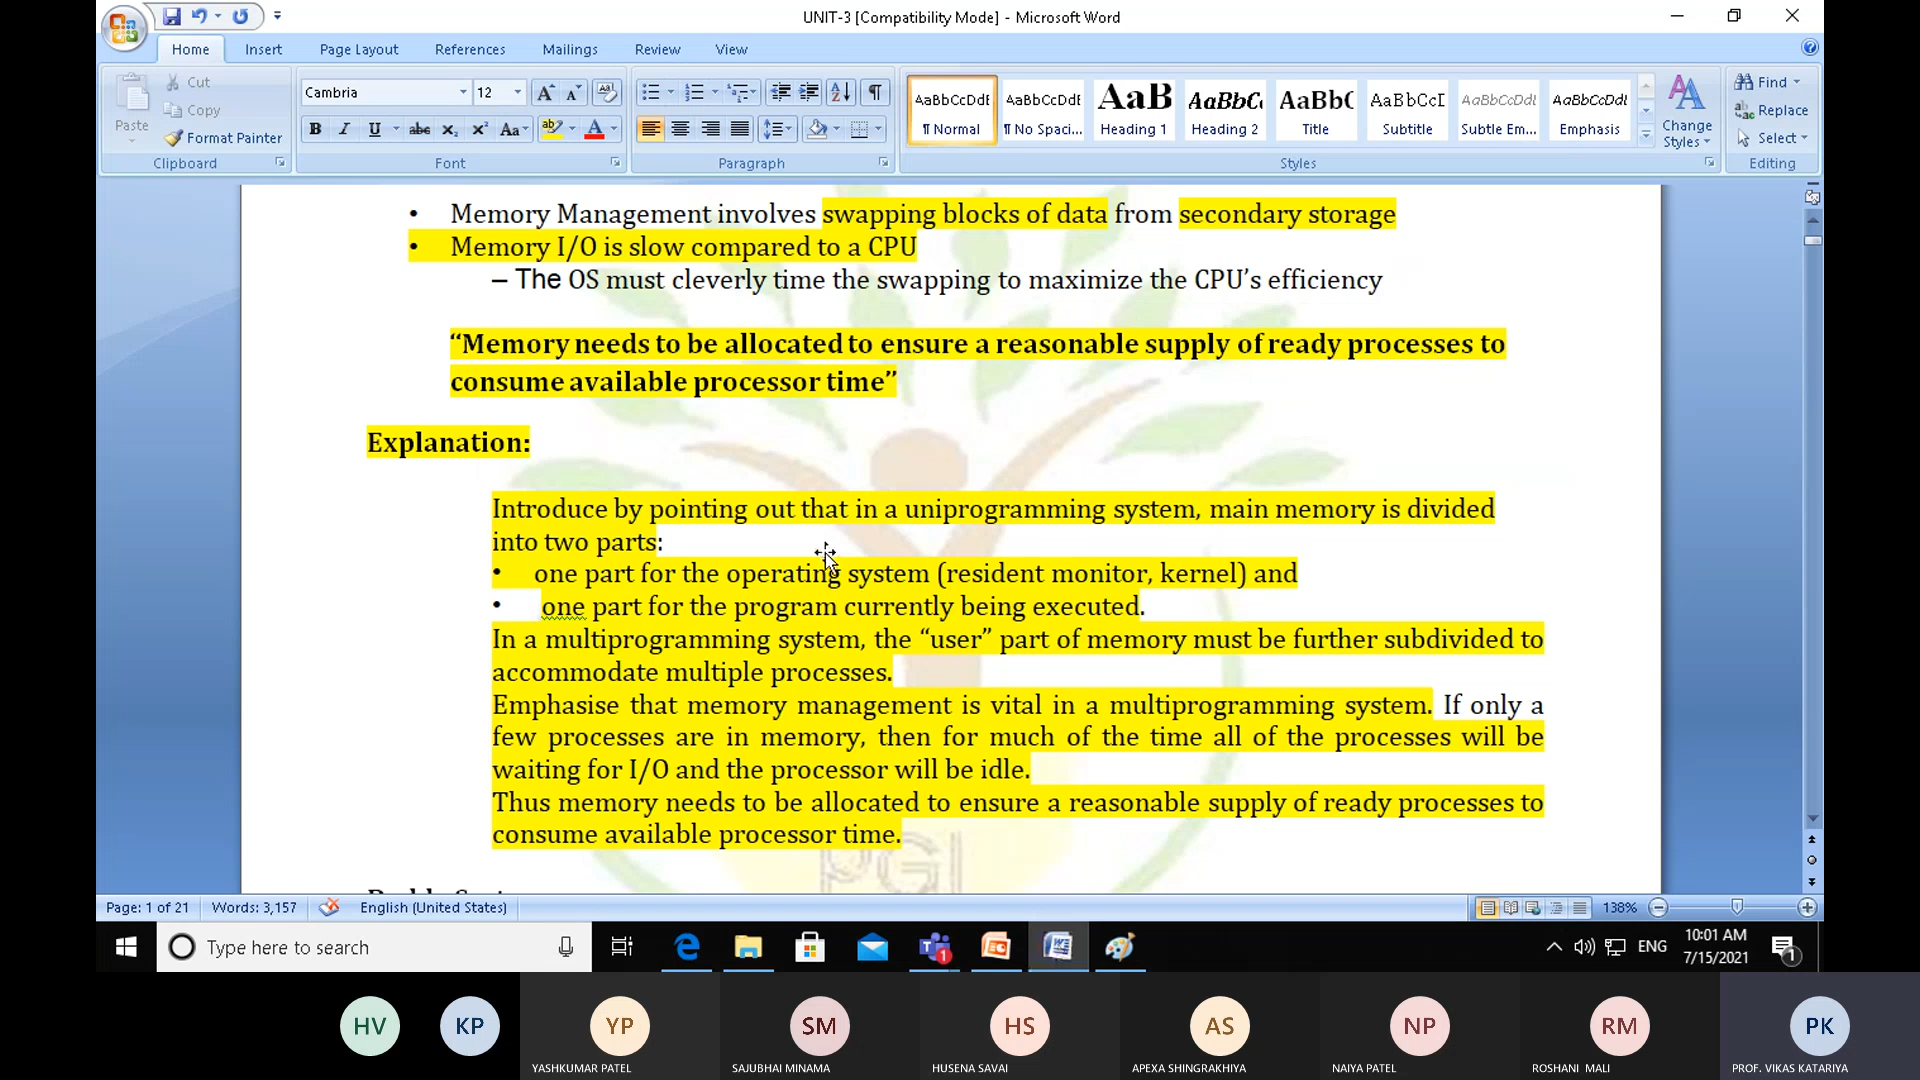 UNIT-3 [Compatibility Mode] - Microsoft Word
Home Insert Page Layout References Mailings Review View
Paste
Cut
Copy
Format Painter
Clipboard
Cambria 12
Font
Paragraph
AaBbCcDdE AaBbCcDdE AaB AaBbC AaBb( AaBbCcI AaBbCcDdE AaBbCcDdE
¶ Normal ¶ No Spaci... Heading 1 Heading 2 Title Subtitle Subtle Em... Emphasis
Change
Styles
Styles
Find
Replace
Select
Editing
• Memory Management involves swapping blocks of data from secondary storage
• Memory I/O is slow compared to a CPU
– The OS must cleverly time the swapping to maximize the CPU’s efficiency
“Memory needs to be allocated to ensure a reasonable supply of ready processes to
consume available processor time”
Explanation:
Introduce by pointing out that in a uniprogramming system, main memory is divided
into two parts:
• one part for the operating system (resident monitor, kernel) and
• one part for the program currently being executed.
In a multiprogramming system, the “user” part of memory must be further subdivided to
accommodate multiple processes.
Emphasise that memory management is vital in a multiprogramming system. If only a
few processes are in memory, then for much of the time all of the processes will be
waiting for I/O and the processor will be idle.
Thus memory needs to be allocated to ensure a reasonable supply of ready processes to
consume available processor time.
PGI
Page: 1 of 21 Words: 3,157 English (United States) 138%
Type here to search
ENG
10:01 AM
7/15/2021
HV KP YP SM HS AS NP RM PK
YASHKUMAR PATEL SAJUBHAI MINAMA HUSENA SAVAI APEXA SHINGRAKHIYA NAIYA PATEL ROSHANI MALI PROF. VIKAS KATARIYA